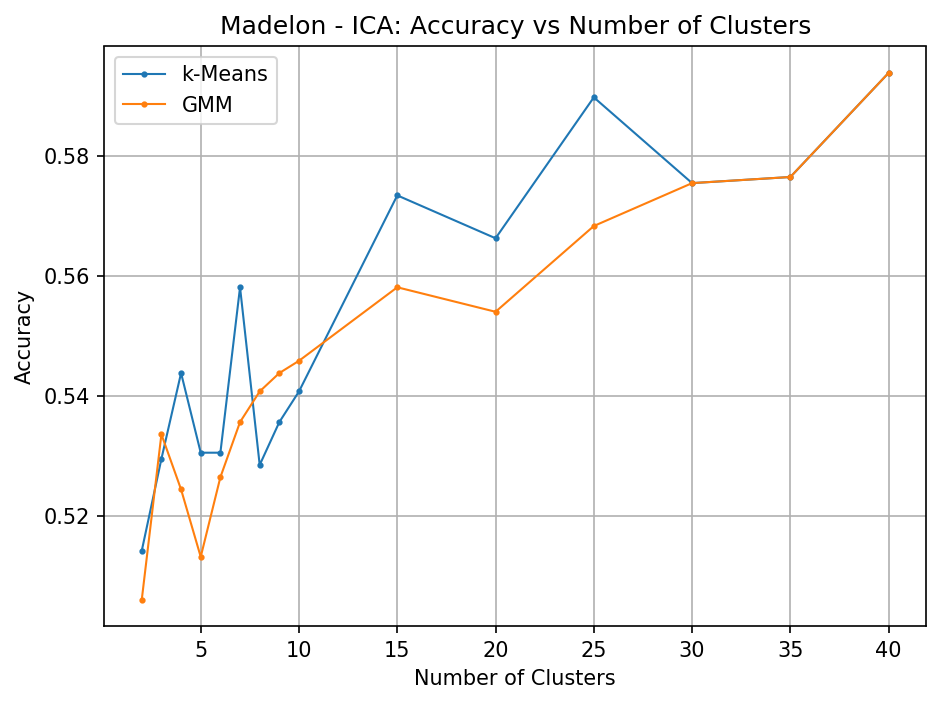 Madelon - ICA: Accuracy vs Number of Clusters
k-Means
GMM
0.58
0.56
0.54
0.52
Accuracy
5 10 15 20 25 30 35 40
Number of Clusters